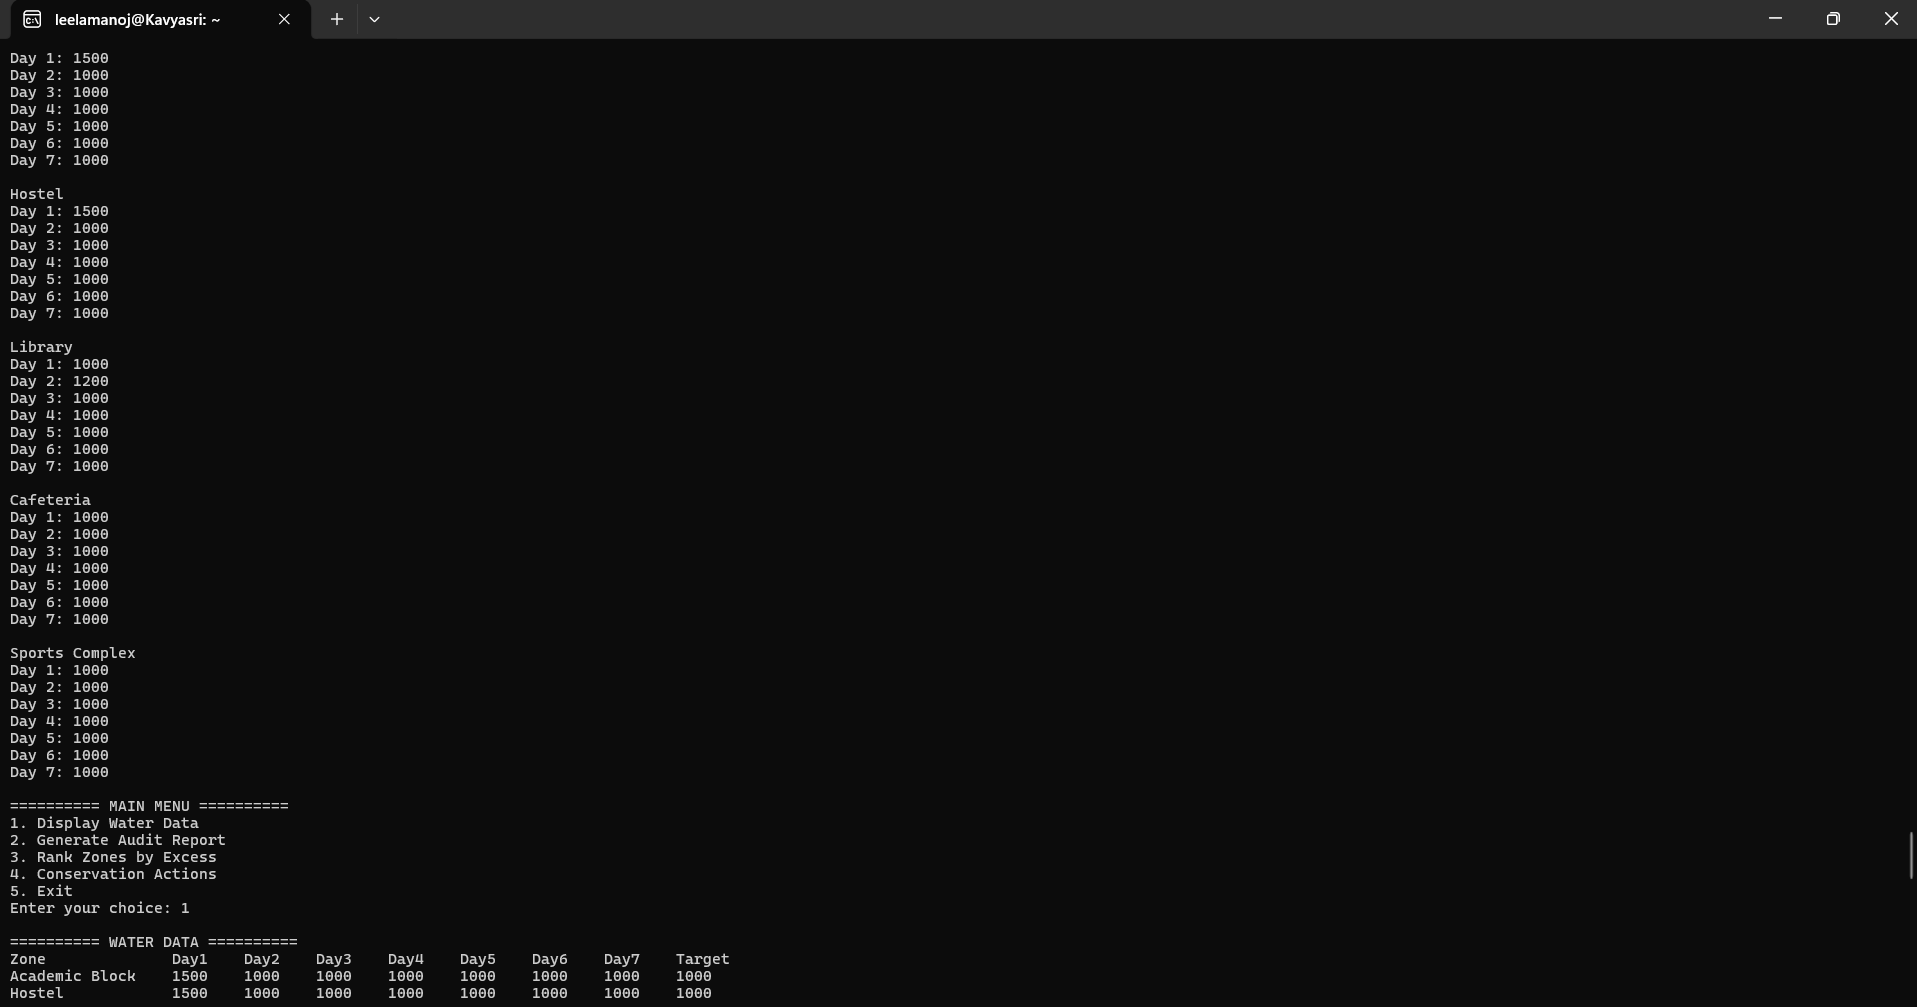 leelamanoj@Kavyasri: ~
Day 1: 1500
Day 2: 1000
Day 3: 1000
Day 4: 1000
Day 5: 1000
Day 6: 1000
Day 7: 1000
Hostel
Day 1: 1500
Day 2: 1000
Day 3: 1000
Day 4: 1000
Day 5: 1000
Day 6: 1000
Day 7: 1000
Library
Day 1: 1000
Day 2: 1200
Day 3: 1000
Day 4: 1000
Day 5: 1000
Day 6: 1000
Day 7: 1000
Cafeteria
Day 1: 1000
Day 2: 1000
Day 3: 1000
Day 4: 1000
Day 5: 1000
Day 6: 1000
Day 7: 1000
Sports Complex
Day 1: 1000
Day 2: 1000
Day 3: 1000
Day 4: 1000
Day 5: 1000
Day 6: 1000
Day 7: 1000
========== MAIN MENU ==========
1. Display Water Data
2. Generate Audit Report
3. Rank Zones by Excess
4. Conservation Actions
5. Exit
Enter your choice: 1
========== WATER DATA ==========
Zone Day1 Day2 Day3 Day4 Day5 Day6 Day7 Target
Academic Block 1500 1000 1000 1000 1000 1000 1000 1000
Hostel 1500 1000 1000 1000 1000 1000 1000 1000